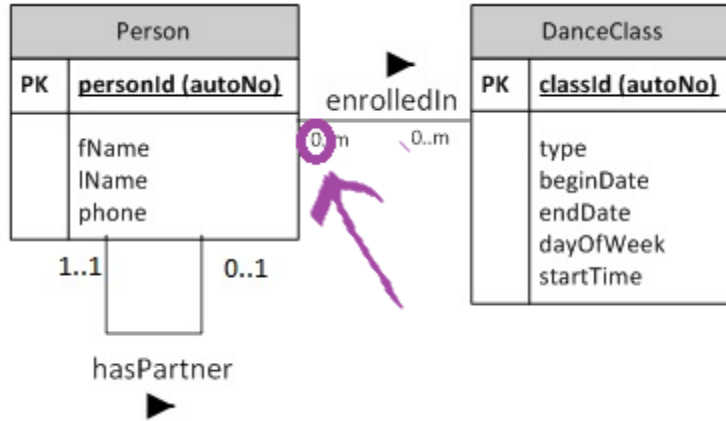 Person
PK personId (autoNo)
fName
lName
phone
enrolledIn
0..m 0..m
DanceClass
PK classId (autoNo)
type
beginDate
endDate
dayOfWeek
startTime
1..1 0..1
hasPartner